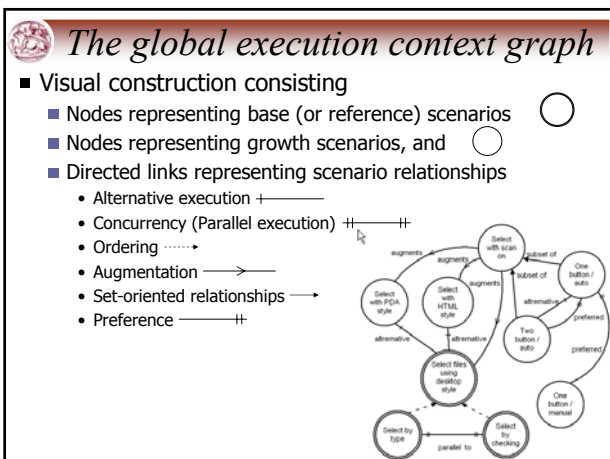 The global execution context graph
Visual construction consisting
Nodes representing base (or reference) scenarios
Nodes representing growth scenarios, and
Directed links representing scenario relationships
Alternative execution
Concurrency (Parallel execution)
Ordering
Augmentation
Set-oriented relationships
Preference
Select
with scan
on
augments
augments
augments
subset of
subset of
One
button /
auto
Select
with PDA
style
Select
with
HTML
style
alternative
preferred
Two
button /
auto
altrernative
altrernative
preferred
Select files
using
desktop
style
One
button /
manual
Select by
type
Select
by
checking
parallel to